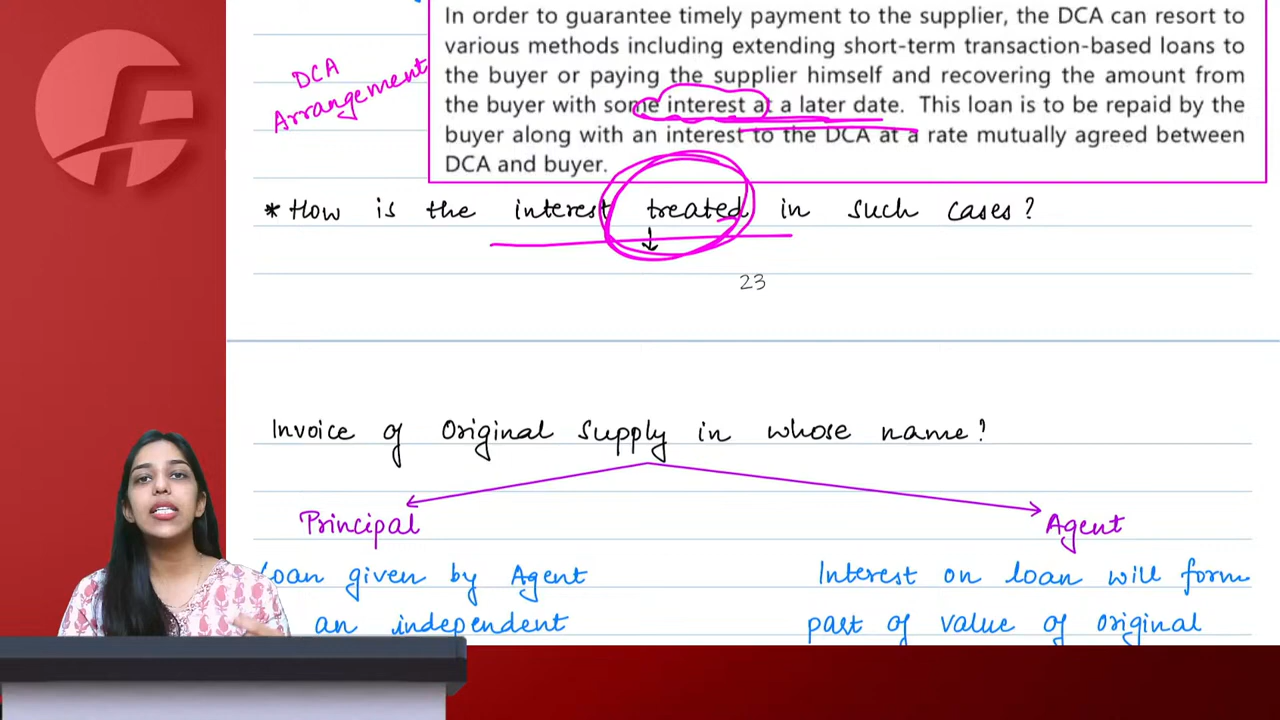 In order to guarantee timely payment to the supplier, the DCA can resort to
various methods including extending short-term transaction-based loans to
the buyer or paying the supplier himself and recovering the amount from
the buyer with some interest at a later date. This loan is to be repaid by the
buyer along with an interest to the DCA at a rate mutually agreed between
DCA and buyer.
DCA
Arrangement
* How is the interest treated in such cases?
23
Invoice of Original Supply in whose name?
Principal
Agent
loan given by Agent
Interest on loan will form
an independent
part of value of original